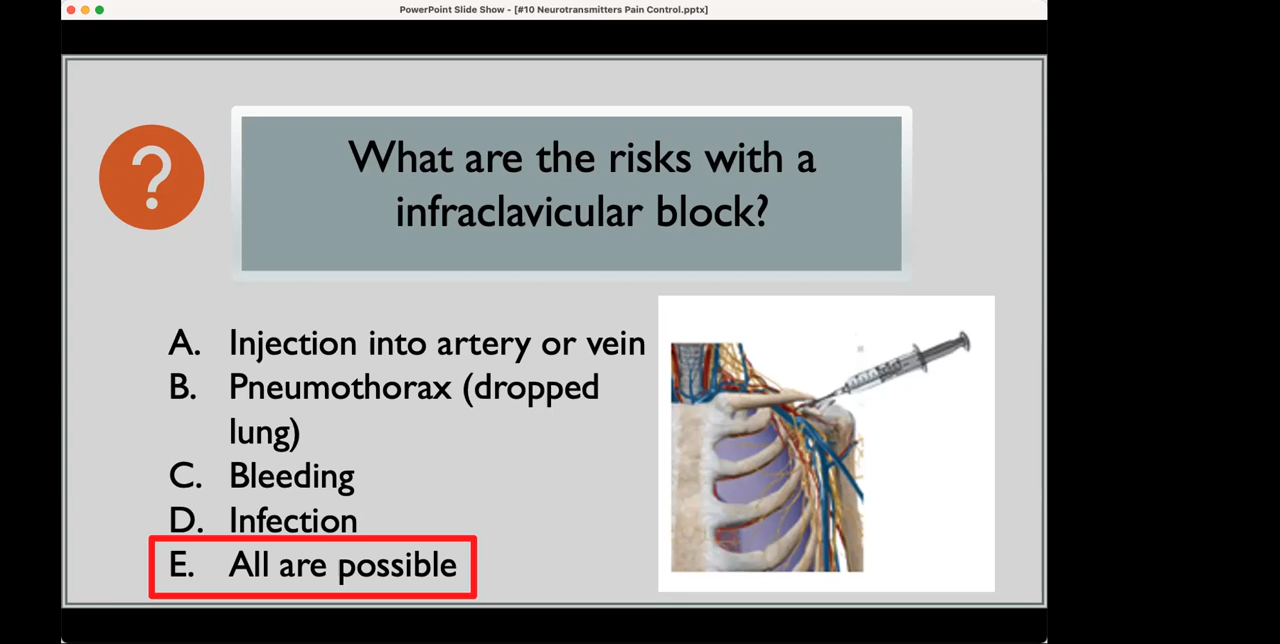 PowerPoint Slide Show - [#10 Neurotransmitters Pain Control.pptx]
?
What are the risks with a
infraclavicular block?
A. Injection into artery or vein
B. Pneumothorax (dropped
lung)
C. Bleeding
D. Infection
E. All are possible